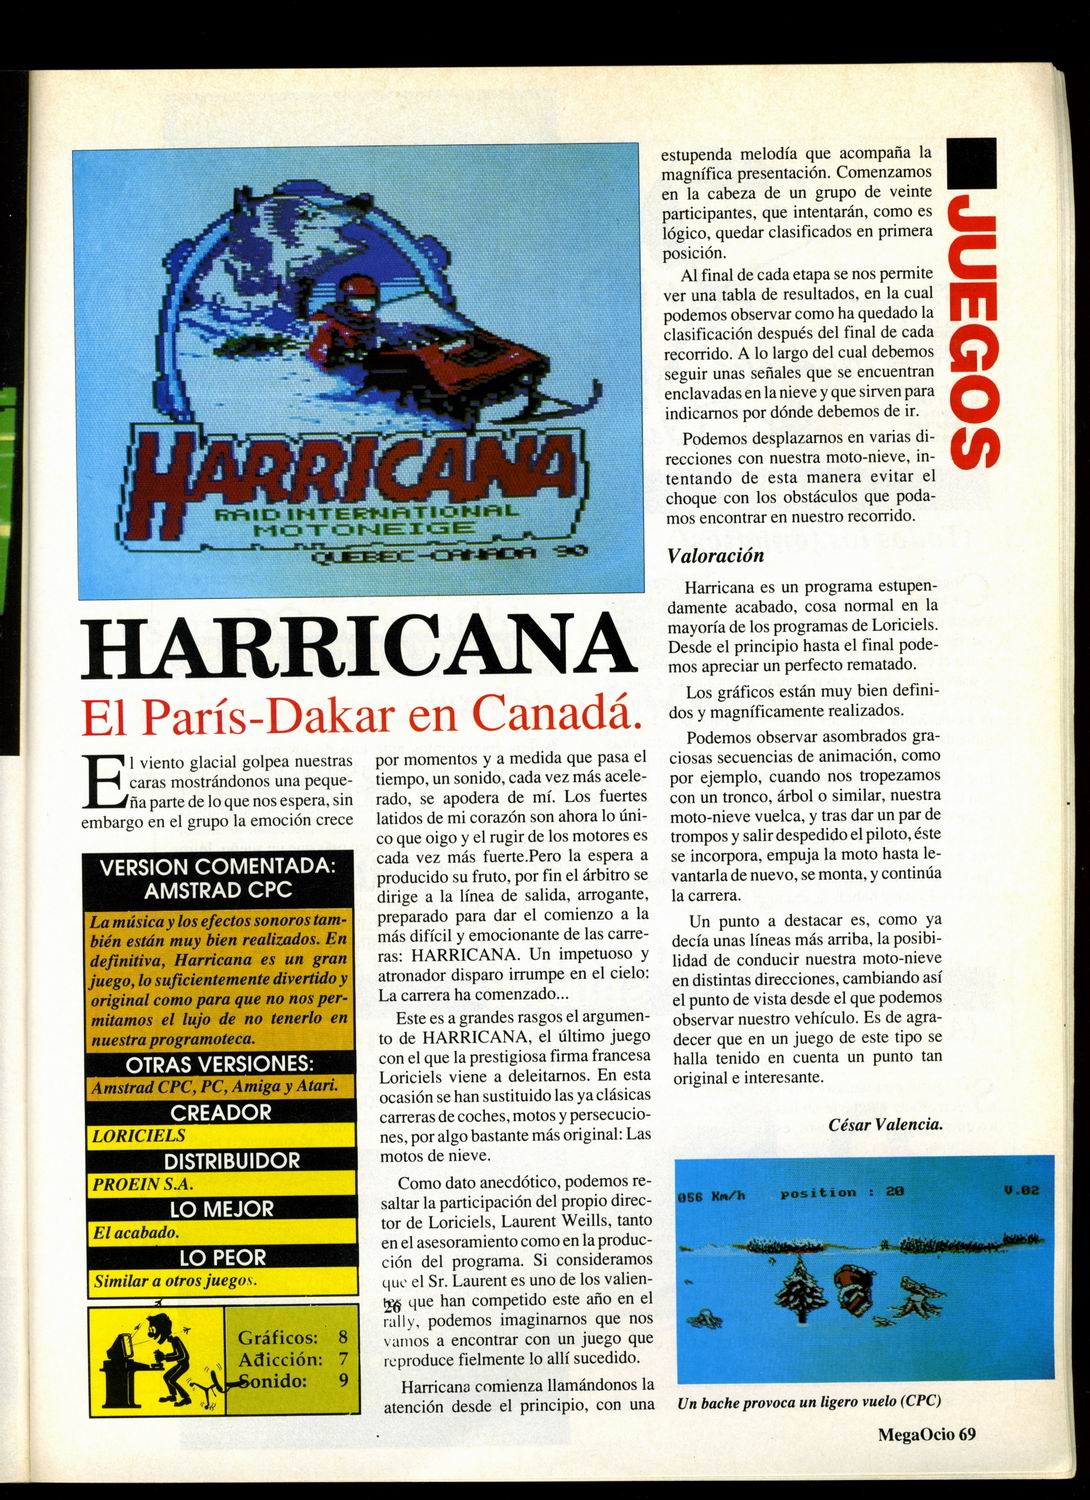 HARRICANA
RAID INTERNATIONAL
MOTONEIGE
QUEBEC-CANADA 90
HARRICANA
El París-Dakar en Canadá.
El viento glacial golpea nuestras
caras mostrándonos una peque-
ña parte de lo que nos espera, sin
embargo en el grupo la emoción crece
VERSION COMENTADA:
AMSTRAD CPC
La música y los efectos sonoros tam-
bién están muy bien realizados. En
definitiva, Harricana es un gran
juego, lo suficientemente divertido y
original como para que no nos per-
mitamos el lujo de no tenerlo en
nuestra programoteca.
OTRAS VERSIONES:
Amstrad CPC, PC, Amiga y Atari.
CREADOR
LORICIELS
DISTRIBUIDOR
PROEIN S.A.
LO MEJOR
El acabado.
LO PEOR
Similar a otros juegos.
Gráficos: 8
Adicción: 7
Sonido: 9
por momentos y a medida que pasa el
tiempo, un sonido, cada vez más acele-
rado, se apodera de mí. Los fuertes
latidos de mi corazón son ahora lo úni-
co que oigo y el rugir de los motores es
cada vez más fuerte.Pero la espera a
producido su fruto, por fin el árbitro se
dirige a la línea de salida, arrogante,
preparado para dar el comienzo a la
más difícil y emocionante de las carre-
ras: HARRICANA. Un impetuoso y
atronador disparo irrumpe en el cielo:
La carrera ha comenzado...
Este es a grandes rasgos el argumen-
to de HARRICANA, el último juego
con el que la prestigiosa firma francesa
Loriciels viene a deleitarnos. En esta
ocasión se han sustituido las ya clásicas
carreras de coches, motos y persecucio-
nes, por algo bastante más original: Las
motos de nieve.
Como dato anecdótico, podemos re-
saltar la participación del propio direc-
tor de Loriciels, Laurent Weills, tanto
en el asesoramiento como en la produc-
ción del programa. Si consideramos
que el Sr. Laurent es uno de los valien-
tes que han competido este año en el
26
rally, podemos imaginarnos que nos
vamos a encontrar con un juego que
reproduce fielmente lo allí sucedido.
Harricana comienza llamándonos la
atención desde el principio, con una
estupenda melodía que acompaña la
magnífica presentación. Comenzamos
en la cabeza de un grupo de veinte
participantes, que intentarán, como es
lógico, quedar clasificados en primera
posición.
Al final de cada etapa se nos permite
ver una tabla de resultados, en la cual
podemos observar como ha quedado la
clasificación después del final de cada
recorrido. A lo largo del cual debemos
seguir unas señales que se encuentran
enclavadas en la nieve y que sirven para
indicarnos por dónde debemos de ir.
Podemos desplazarnos en varias di-
recciones con nuestra moto-nieve, in-
tentando de esta manera evitar el
choque con los obstáculos que poda-
mos encontrar en nuestro recorrido.
Valoración
Harricana es un programa estupen-
damente acabado, cosa normal en la
mayoría de los programas de Loriciels.
Desde el principio hasta el final pode-
mos apreciar un perfecto rematado.
Los gráficos están muy bien defini-
dos y magníficamente realizados.
Podemos observar asombrados gra-
ciosas secuencias de animación, como
por ejemplo, cuando nos tropezamos
con un tronco, árbol o similar, nuestra
moto-nieve vuelca, y tras dar un par de
trompos y salir despedido el piloto, éste
se incorpora, empuja la moto hasta le-
vantarla de nuevo, se monta, y continúa
la carrera.
Un punto a destacar es, como ya
decía unas líneas más arriba, la posibi-
lidad de conducir nuestra moto-nieve
en distintas direcciones, cambiando así
el punto de vista desde el que podemos
observar nuestro vehículo. Es de agra-
decer que en un juego de este tipo se
halla tenido en cuenta un punto tan
original e interesante.
César Valencia.
056 Km/h position : 20 V.02
Un bache provoca un ligero vuelo (CPC)
MegaOcio 69
JUEGOS